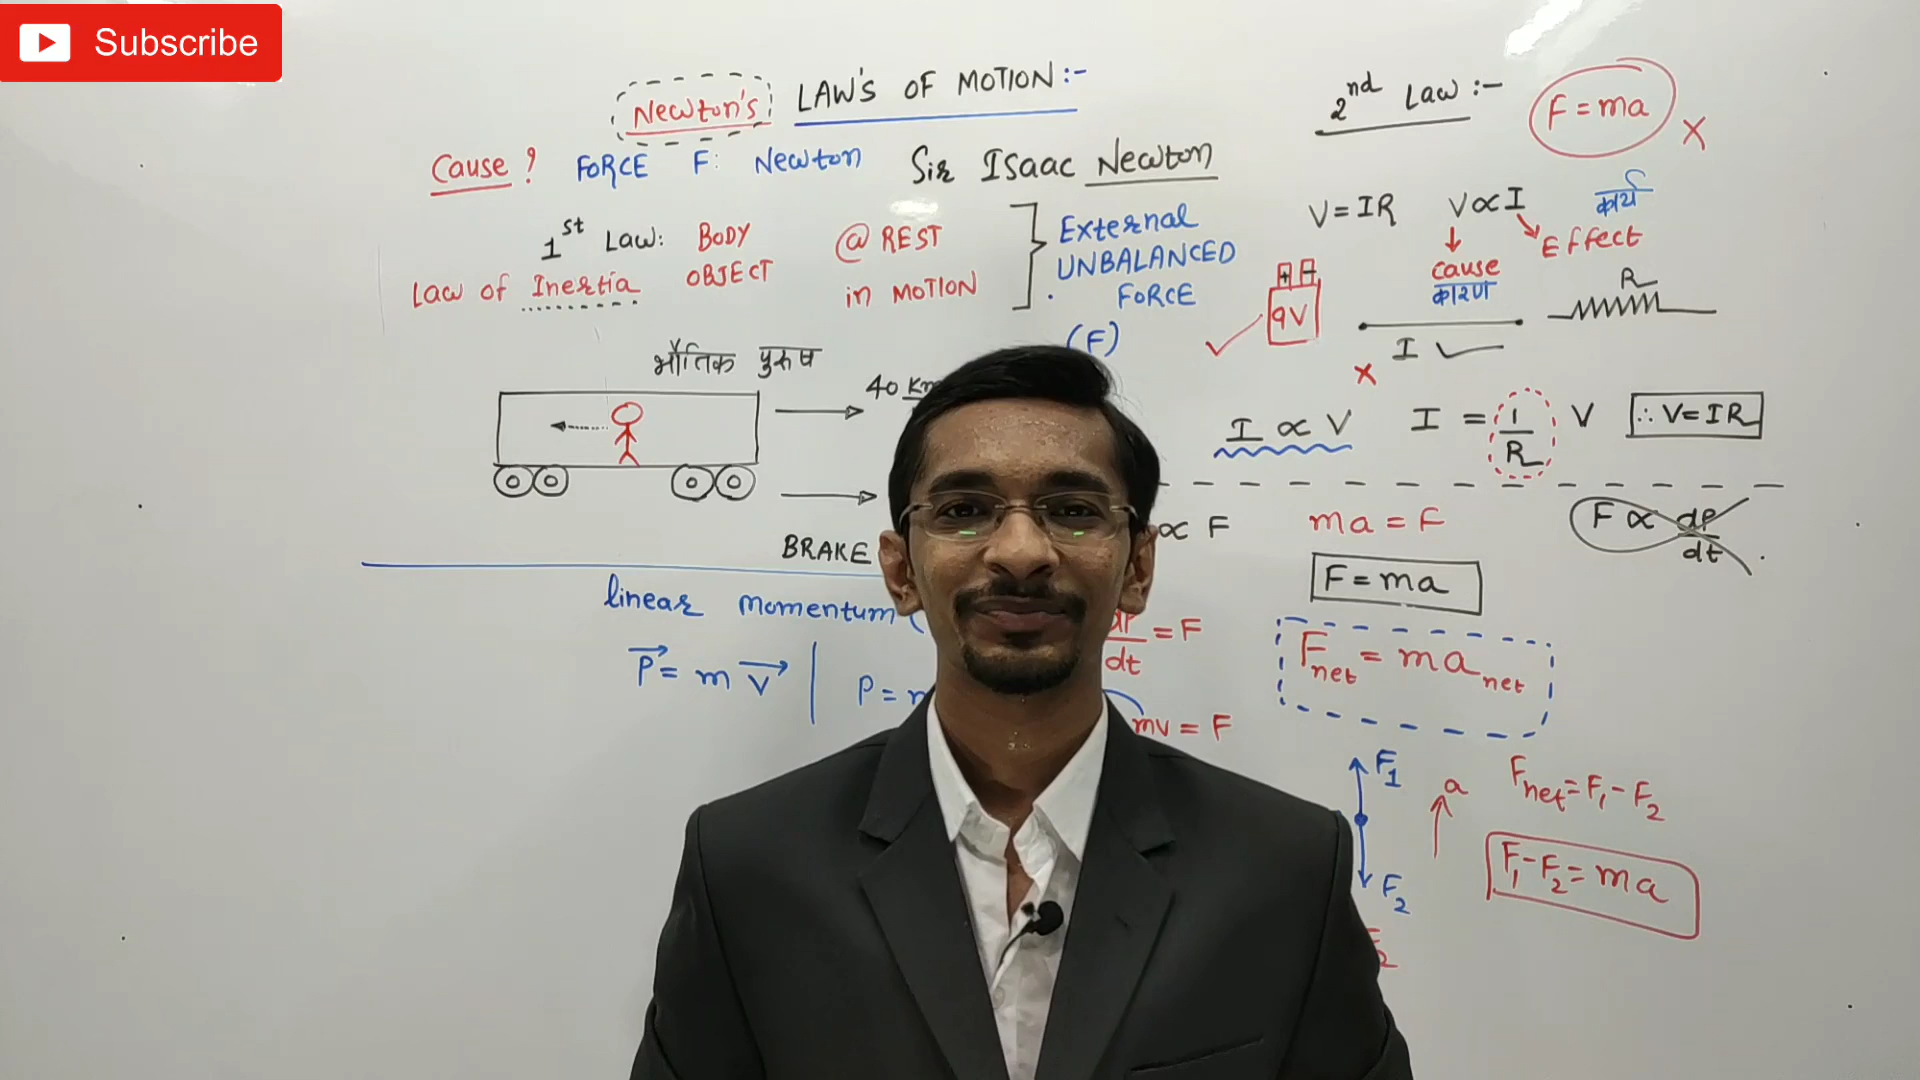 Subscribe
Newton's LAW'S OF MOTION:-
Cause? FORCE F: Newton Sir Isaac Newton
1st Law: BODY @ REST
Law of Inertia OBJECT in MOTION
External
UNBALANCED
FORCE
(F)
भौतिक पुरुष
40 Km
BRAKE
linear momentum (
P = m v
P = m
2nd Law :- F = ma X
V = IR V ∝ I कार्य
Effect
cause
कारण
R
+ -
9V
I ✓
X
I ∝ V I = 1/R V ∴ V = IR
∝ F ma = F F ∝ dP/dt
F = ma
dP/dt = F
Fnet = manet
mv = F
F1
a
Fnet = F1 - F2
F1 - F2 = ma
F2